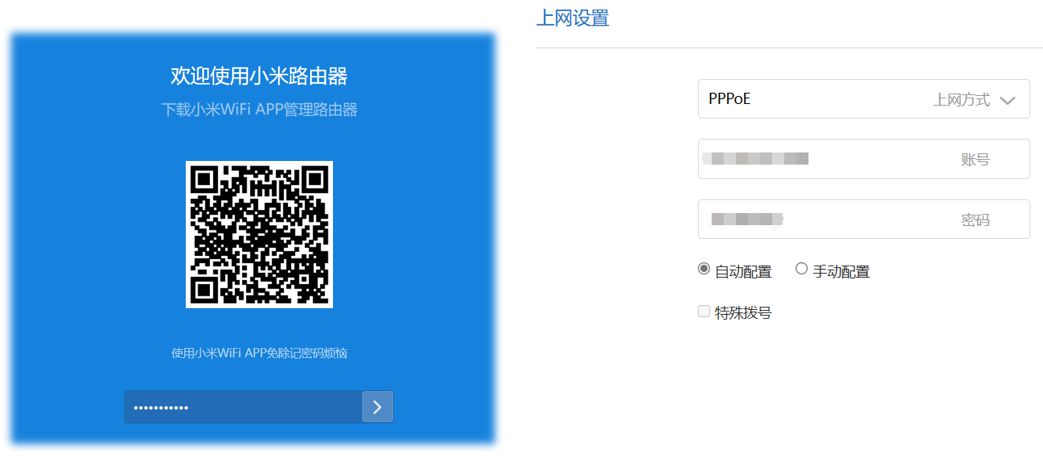 欢迎使用小米路由器
下载小米WiFi APP管理路由器
使用小米WiFi APP免除记密码烦恼
•••••••••••
上网设置
PPPoE 上网方式
账号
密码
自动配置 手动配置
特殊拨号